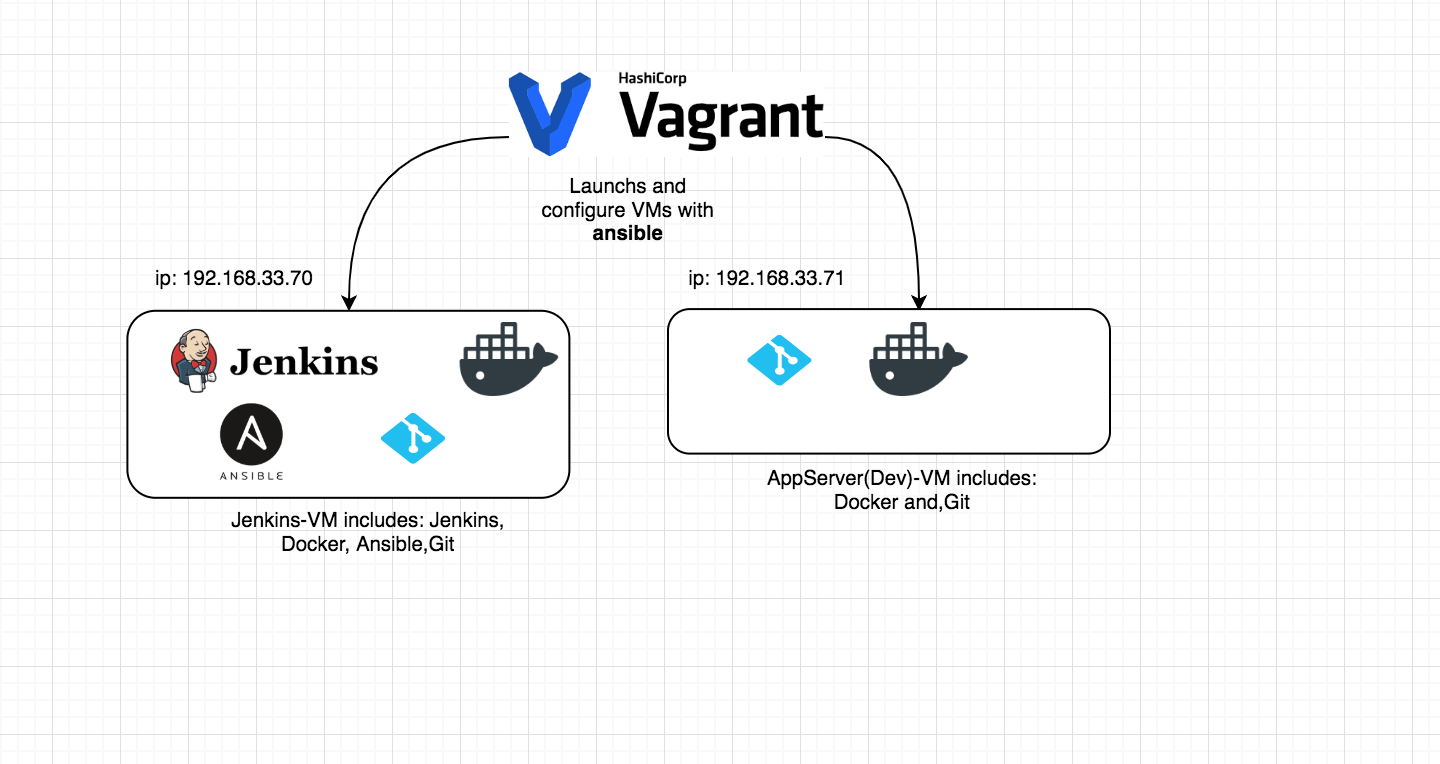 HashiCorp
Vagrant
Launchs and
configure VMs with
ansible
ip: 192.168.33.70
ip: 192.168.33.71
Jenkins
ANSIBLE
AppServer(Dev)-VM includes:
Docker and,Git
Jenkins-VM includes: Jenkins,
Docker, Ansible,Git